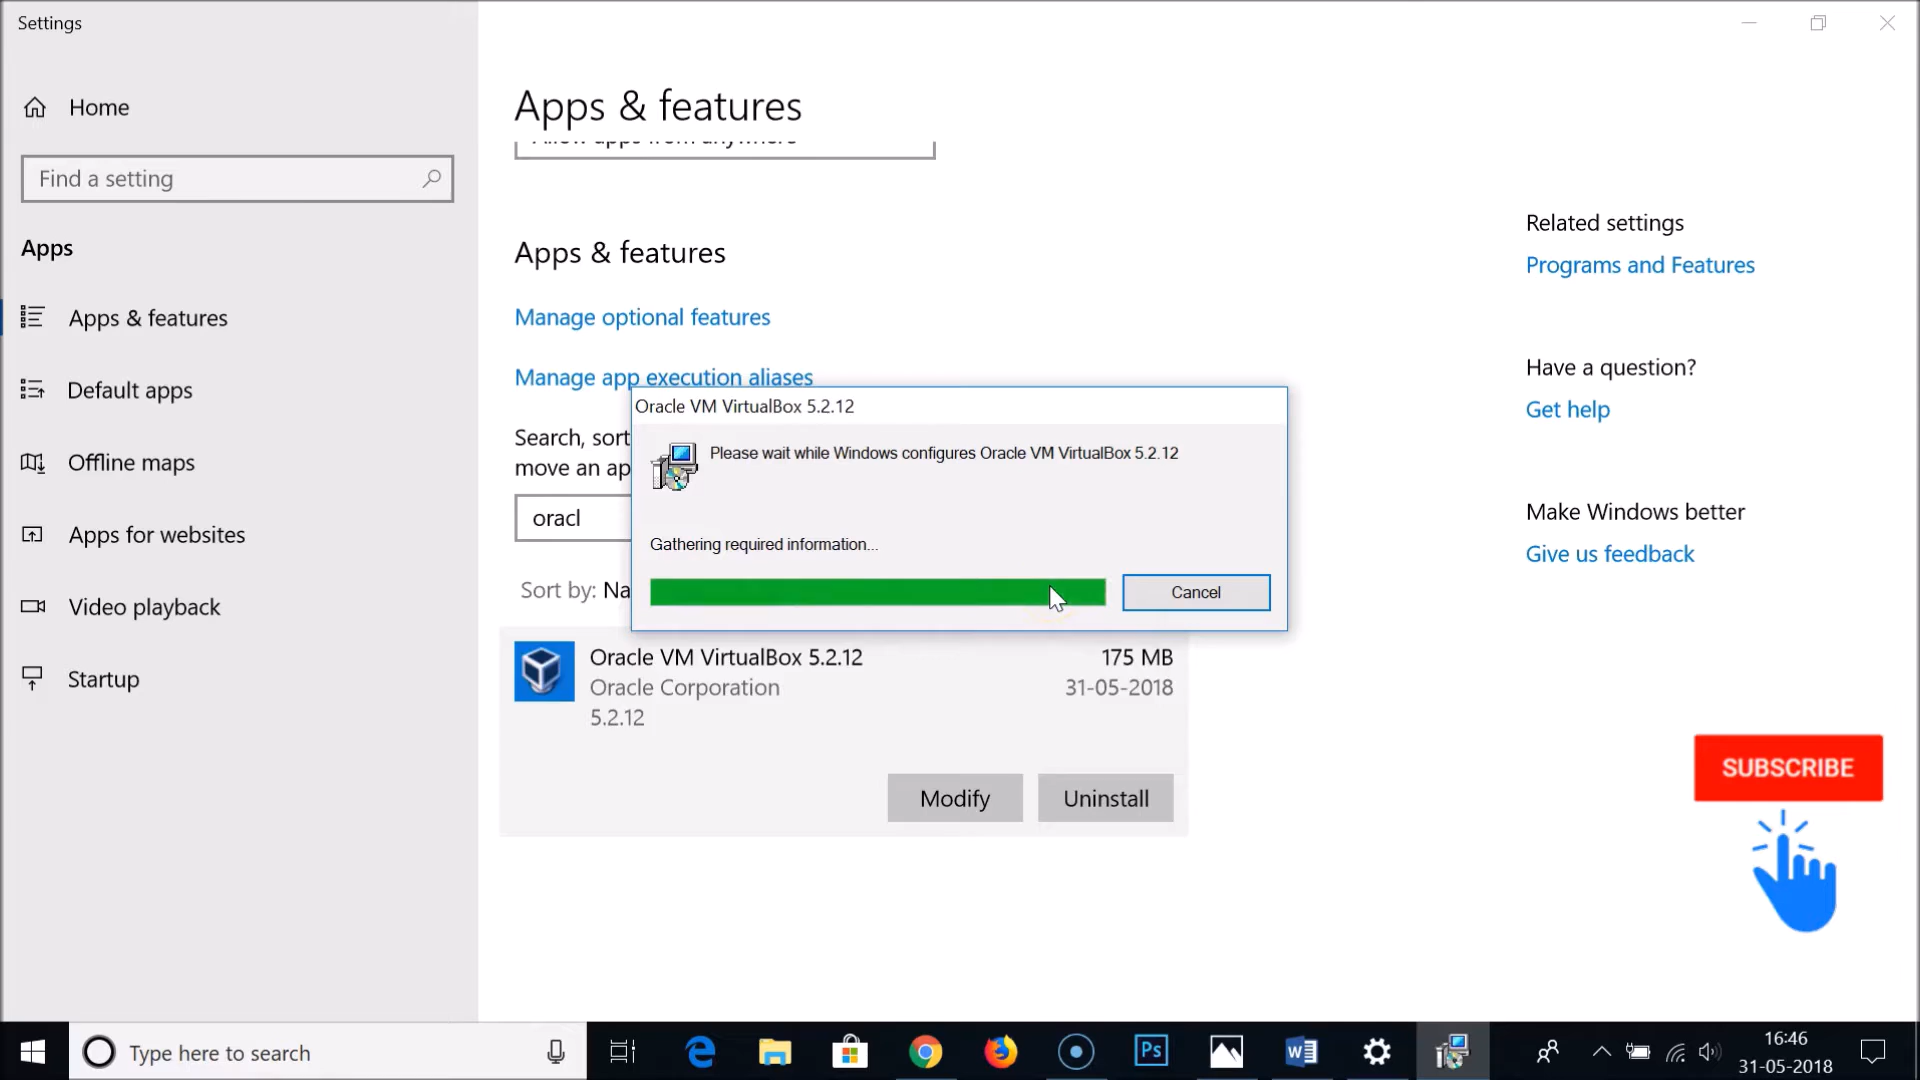 Settings
Home
Find a setting
Apps
Apps & features
Default apps
Offline maps
Apps for websites
Video playback
Startup
Apps & features
Allow apps from anywhere
Apps & features
Manage optional features
Manage app execution aliases
Search, sort
move an ap
oracl
Sort by: Na
Oracle VM VirtualBox 5.2.12
Please wait while Windows configures Oracle VM VirtualBox 5.2.12
Gathering required information...
Cancel
Oracle VM VirtualBox 5.2.12 175 MB
Oracle Corporation 31-05-2018
5.2.12
Modify Uninstall
Related settings
Programs and Features
Have a question?
Get help
Make Windows better
Give us feedback
SUBSCRIBE
Type here to search
Ps
16:46
31-05-2018